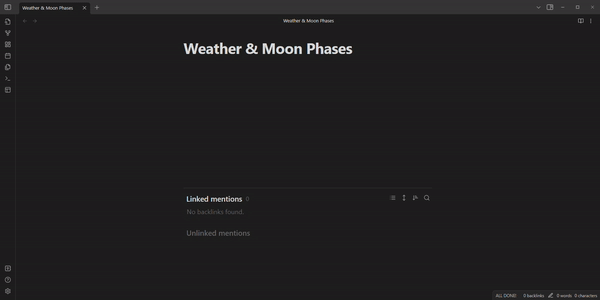 Weather & Moon Phases
Weather & Moon Phases
Weather & Moon Phases
Linked mentions 0
No backlinks found.
Unlinked mentions
ALL DONE! 0 backlinks 0 words 0 characters